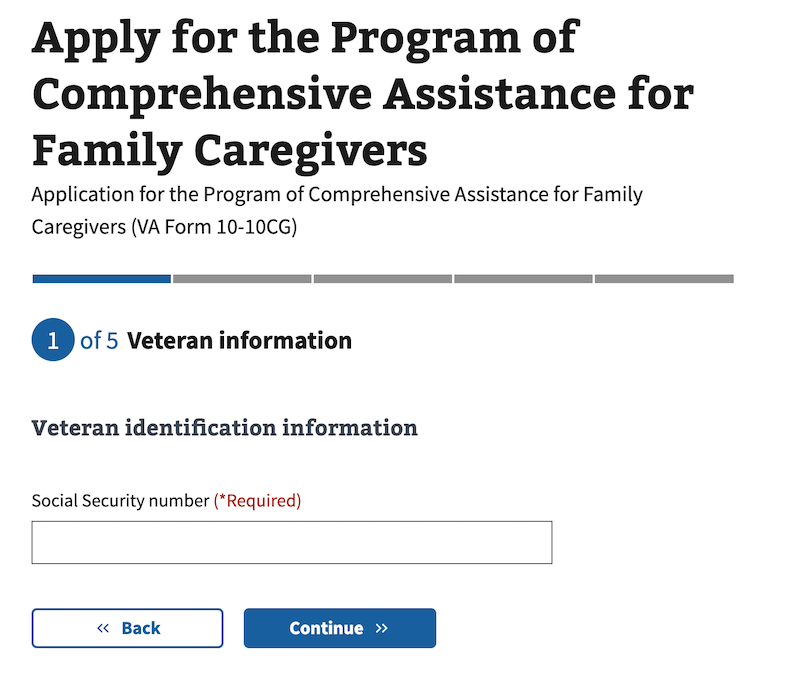 Apply for the Program of
Comprehensive Assistance for
Family Caregivers
Application for the Program of Comprehensive Assistance for Family
Caregivers (VA Form 10-10CG)
1 of 5 Veteran information
Veteran identification information
Social Security number (*Required)
« Back
Continue »